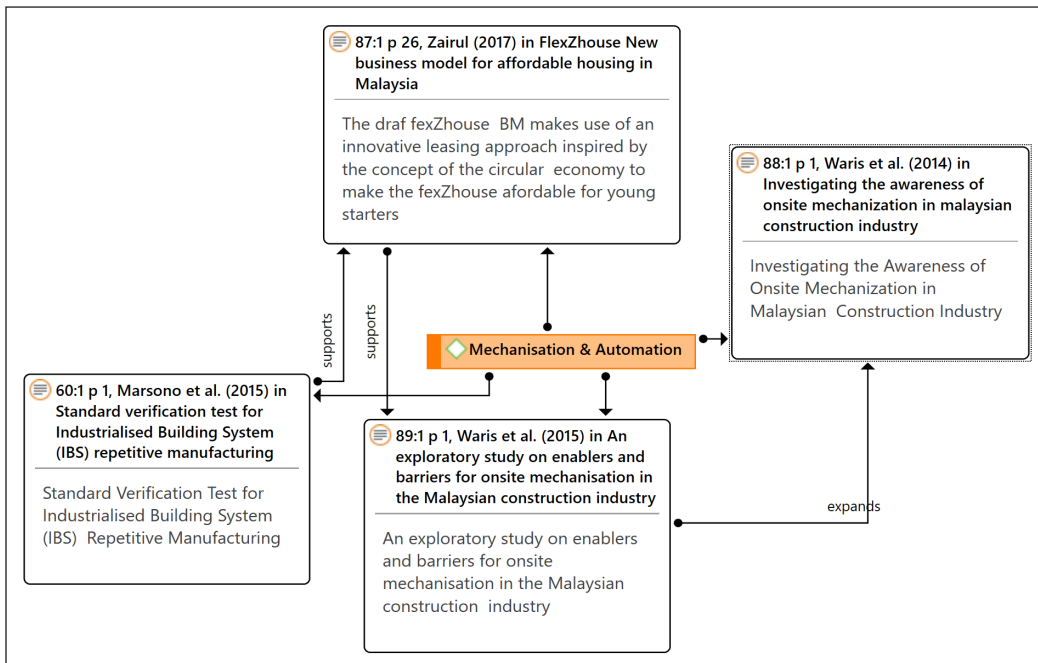 87:1 p 26, Zairul (2017) in FlexZhouse New
business model for affordable housing in
Malaysia
The draf fexZhouse BM makes use of an
innovative leasing approach inspired by
the concept of the circular economy to
make the fexZhouse afordable for young
starters
88:1 p 1, Waris et al. (2014) in
Investigating the awareness of
onsite mechanization in malaysian
construction industry
Investigating the Awareness of
Onsite Mechanization in
Malaysian Construction Industry
supports
supports
Mechanisation & Automation
60:1 p 1, Marsono et al. (2015) in
Standard verification test for
Industrialised Building System
(IBS) repetitive manufacturing
Standard Verification Test for
Industrialised Building System
(IBS) Repetitive Manufacturing
89:1 p 1, Waris et al. (2015) in An
exploratory study on enablers and
barriers for onsite mechanisation in
the Malaysian construction industry
An exploratory study on enablers
and barriers for onsite
mechanisation in the Malaysian
construction industry
expands